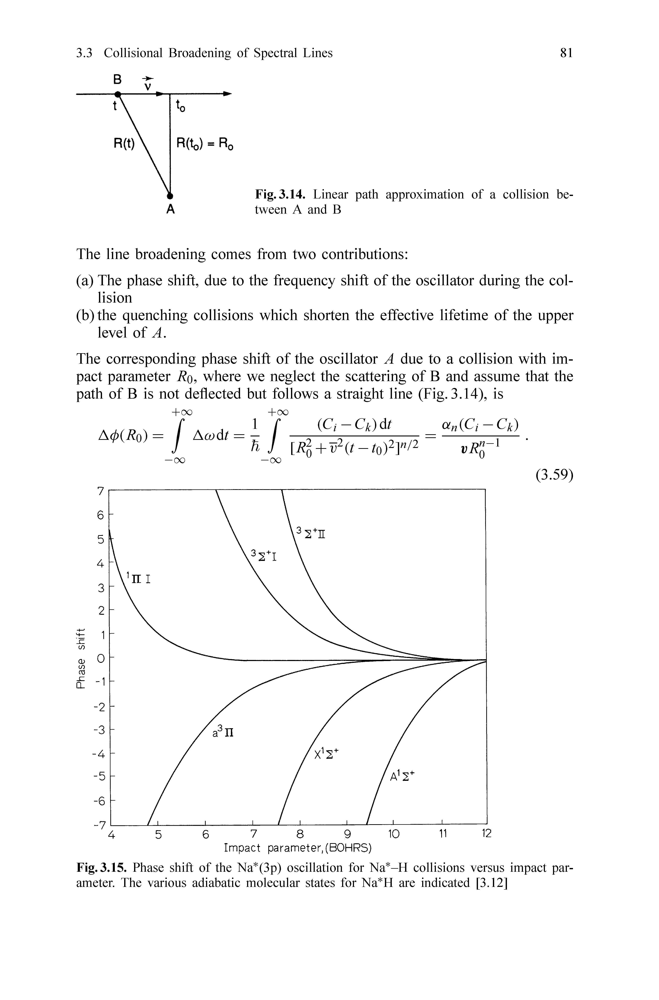 3.3 Collisional Broadening of Spectral Lines 81
B
v
t
t₀
R(t)
R(t₀) = R₀
A
Fig. 3.14. Linear path approximation of a collision be-
tween A and B
The line broadening comes from two contributions:
(a) The phase shift, due to the frequency shift of the oscillator during the col-
lision
(b) the quenching collisions which shorten the effective lifetime of the upper
level of A.
The corresponding phase shift of the oscillator A due to a collision with im-
pact parameter R₀, where we neglect the scattering of B and assume that the
path of B is not deflected but follows a straight line (Fig. 3.14), is
Δϕ(R₀) = ∫_{−∞}^{+∞} Δωdt = 1/ħ ∫_{−∞}^{+∞} (Cᵢ − Cₖ)dt / [R₀² + v̄²(t − t₀)²]^{n/2} = αₙ(Cᵢ − Cₖ) / vR₀^{n−1} .
(3.59)
7
6
5
4
3
2
1
0
-1
-2
-3
-4
-5
-6
-7
Phase shift
¹Π I
³Σ⁺I
³Σ⁺II
a³Π
X¹Σ⁺
A¹Σ⁺
4 5 6 7 8 9 10 11 12
Impact parameter,(BOHRS)
Fig. 3.15. Phase shift of the Na*(3p) oscillation for Na*–H collisions versus impact par-
ameter. The various adiabatic molecular states for Na*H are indicated [3.12]